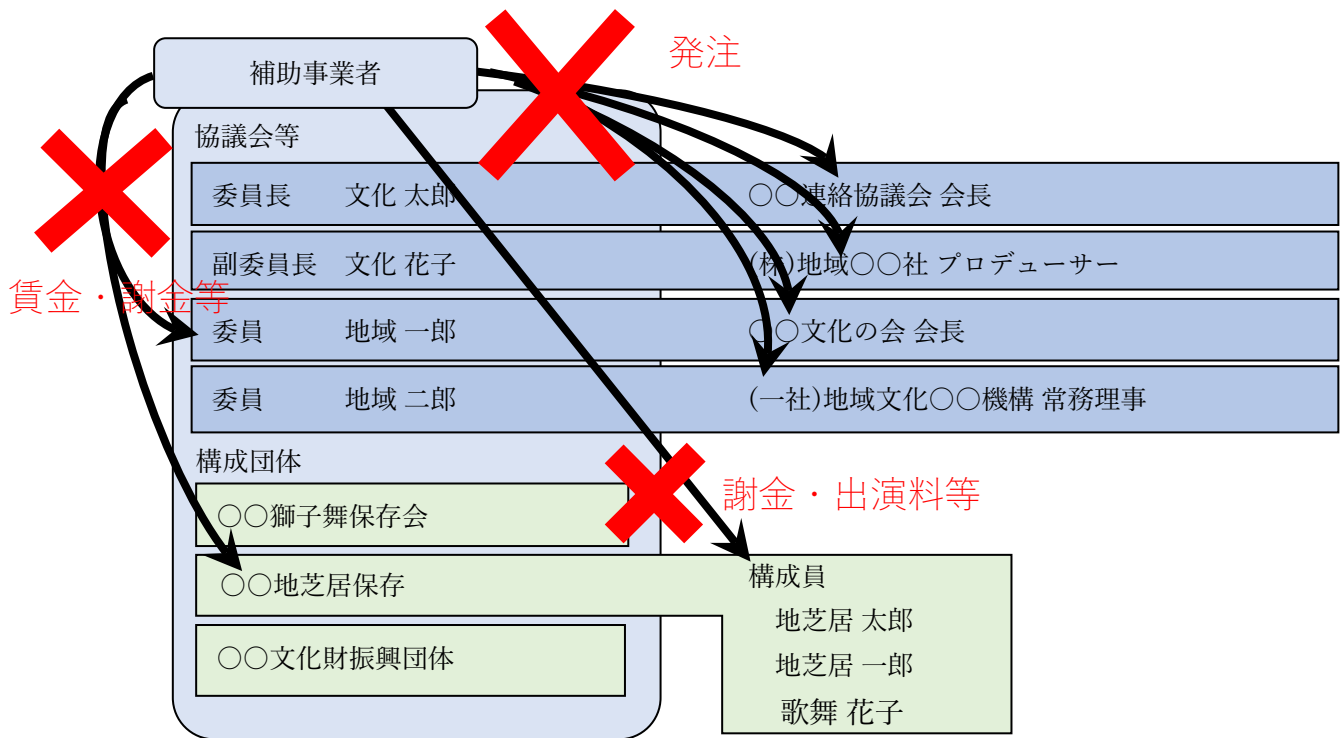 発注
補助事業者
協議会等
委員長 文化 太郎 〇〇連絡協議会 会長
副委員長 文化 花子 (株)地域〇〇社 プロデューサー
賃金・謝金等
委員 地域 一郎 〇〇文化の会 会長
委員 地域 二郎 (一社)地域文化〇〇機構 常務理事
構成団体
謝金・出演料等
〇〇獅子舞保存会
〇〇地芝居保存
構成員
地芝居 太郎
〇〇文化財振興団体
地芝居 一郎
歌舞 花子